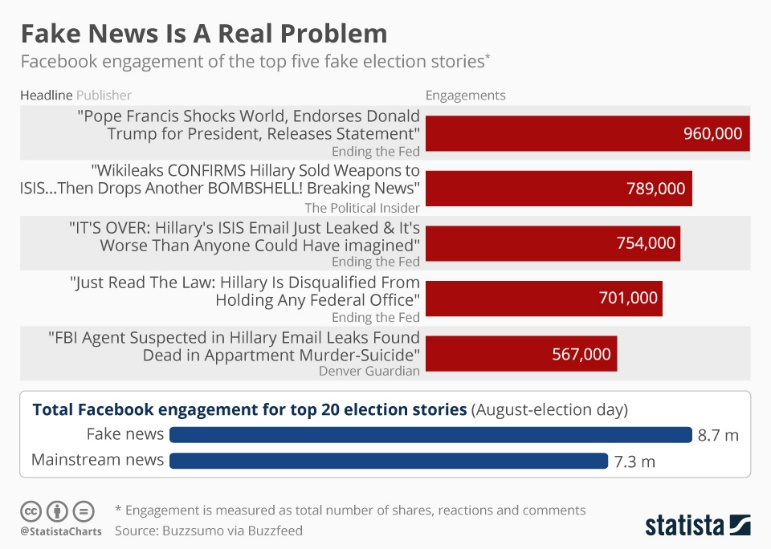 Fake News Is A Real Problem
Facebook engagement of the top five fake election stories*
Headline Publisher
Engagements
"Pope Francis Shocks World, Endorses Donald
Trump for President, Releases Statement"
Ending the Fed
960,000
"Wikileaks CONFIRMS Hillary Sold Weapons to
ISIS...Then Drops Another BOMBSHELL! Breaking News"
The Political Insider
789,000
"IT'S OVER: Hillary's ISIS Email Just Leaked & It's
Worse Than Anyone Could Have imagined"
Ending the Fed
754,000
"Just Read The Law: Hillary Is Disqualified From
Holding Any Federal Office"
Ending the Fed
701,000
"FBI Agent Suspected in Hillary Email Leaks Found
Dead in Appartment Murder-Suicide"
Denver Guardian
567,000
Total Facebook engagement for top 20 election stories (August-election day)
Fake news
8.7 m
Mainstream news
7.3 m
cc
@StatistaCharts
* Engagement is measured as total number of shares, reactions and comments
Source: Buzzsumo via Buzzfeed
statista